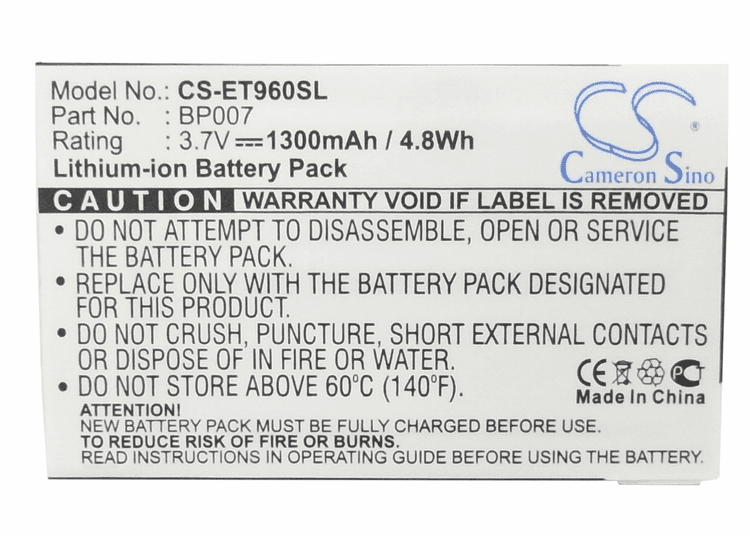 Model No.: CS-ET960SL
Part No. : BP007
Rating : 3.7V⎓1300mAh / 4.8Wh
Lithium-ion Battery Pack
CS
®
Cameron Sino
CAUTION WARRANTY VOID IF LABEL IS REMOVED
• DO NOT ATTEMPT TO DISASSEMBLE, OPEN OR SERVICE
THE BATTERY PACK.
• REPLACE ONLY WITH THE BATTERY PACK DESIGNATED
FOR THIS PRODUCT.
• DO NOT CRUSH, PUNCTURE, SHORT EXTERNAL CONTACTS
OR DISPOSE OF IN FIRE OR WATER.
• DO NOT STORE ABOVE 60°C (140°F).
CE
PCT
Made In China
ATTENTION!
NEW BATTERY PACK MUST BE FULLY CHARGED BEFORE USE.
TO REDUCE RISK OF FIRE OR BURNS.
READ INSTRUCTIONS IN OPERATING GUIDE BEFORE USING THE BATTERY.